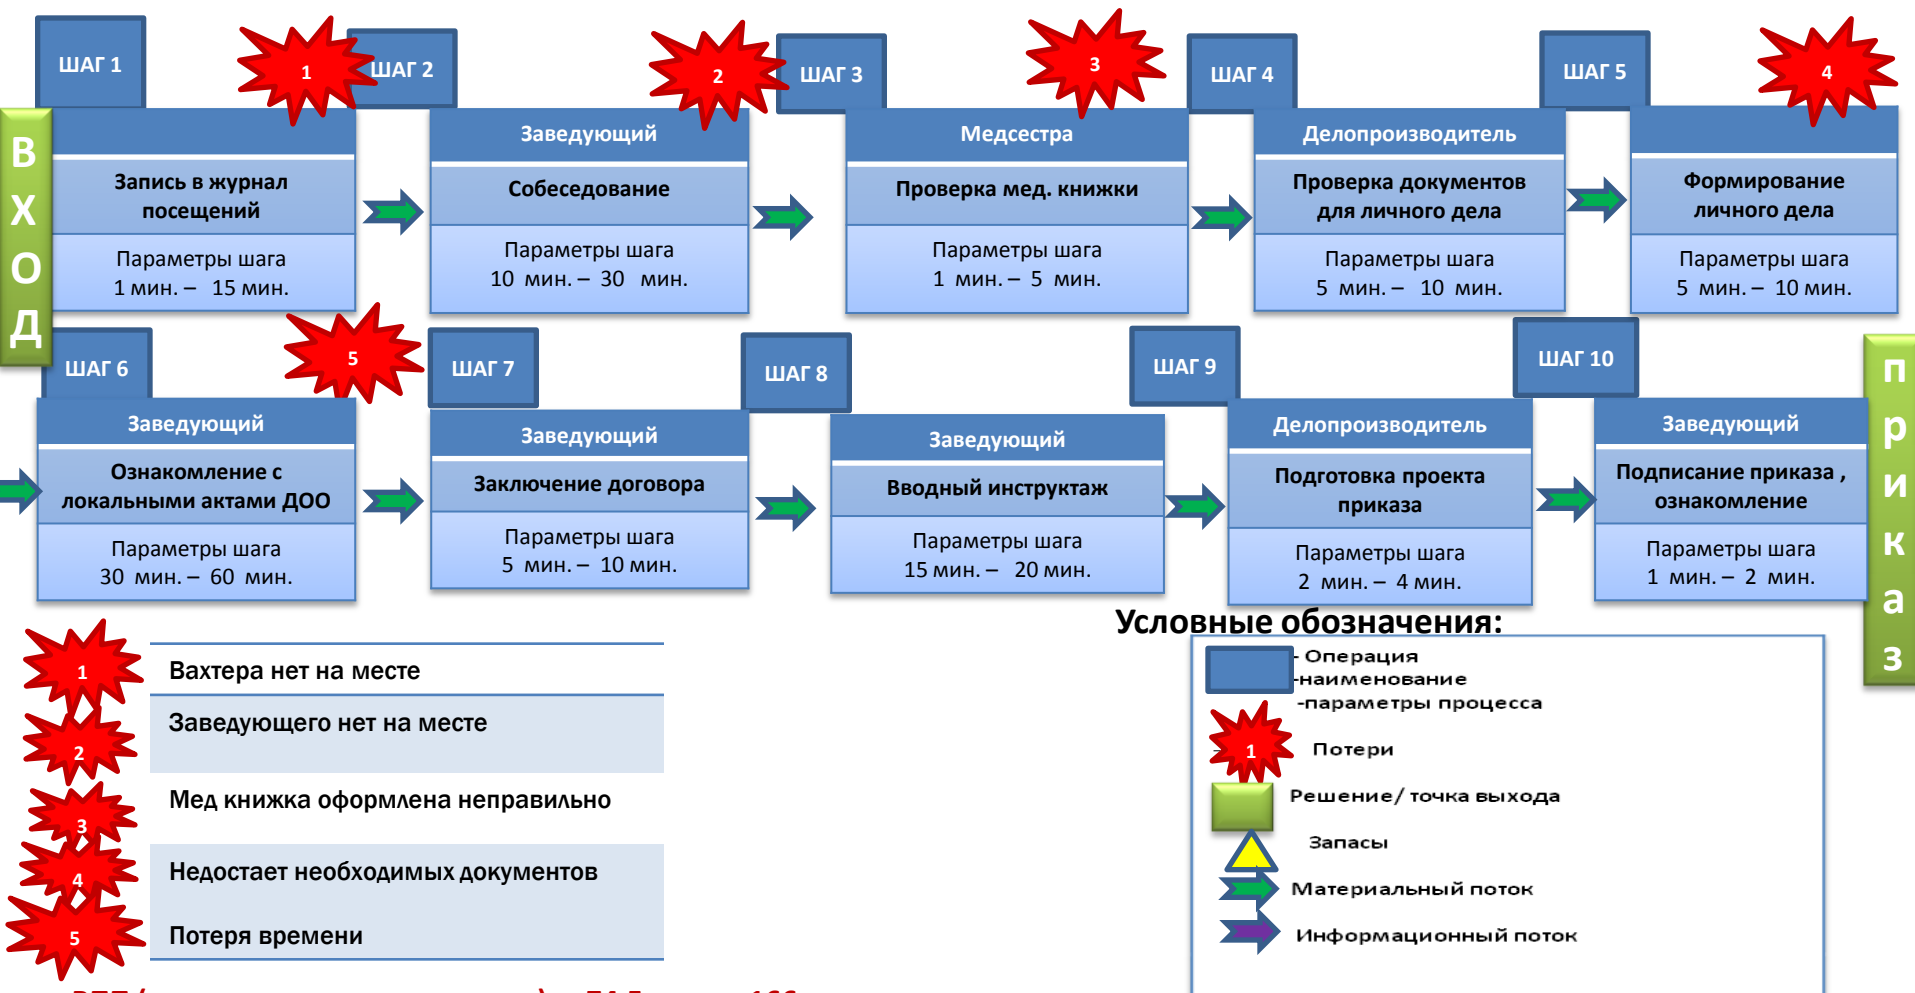 ВХОД
ШАГ 1
1
Запись в журнал
посещений
Параметры шага
1 мин. – 15 мин.
ШАГ 2
Заведующий
Собеседование
Параметры шага
10 мин. – 30 мин.
2
ШАГ 3
Медсестра
Проверка мед. книжки
Параметры шага
1 мин. – 5 мин.
3
ШАГ 4
Делопроизводитель
Проверка документов
для личного дела
Параметры шага
5 мин. – 10 мин.
ШАГ 5
4
Формирование
личного дела
Параметры шага
5 мин. – 10 мин.
ШАГ 6
Заведующий
Ознакомление с
локальными актами ДОО
Параметры шага
30 мин. – 60 мин.
5
ШАГ 7
Заведующий
Заключение договора
Параметры шага
5 мин. – 10 мин.
ШАГ 8
Заведующий
Вводный инструктаж
Параметры шага
15 мин. – 20 мин.
ШАГ 9
Делопроизводитель
Подготовка проекта
приказа
Параметры шага
2 мин. – 4 мин.
ШАГ 10
Заведующий
Подписание приказа ,
ознакомление
Параметры шага
1 мин. – 2 мин.
приказ
1 Вахтера нет на месте
2 Заведующего нет на месте
3 Мед книжка оформлена неправильно
4 Недостает необходимых документов
5 Потеря времени
Условные обозначения:
- Операция
-наименование
-параметры процесса
- 1 Потери
Решение/ точка выхода
Запасы
Материальный поток
Информационный поток